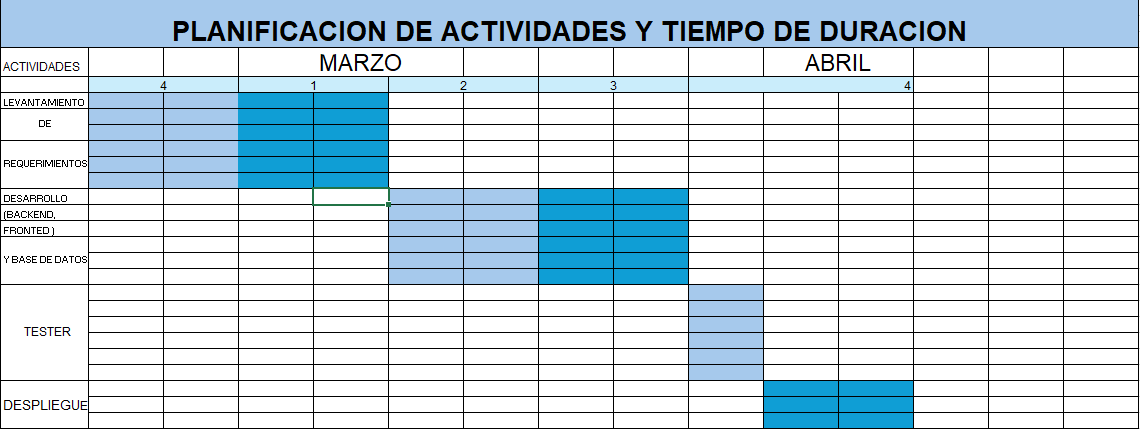 PLANIFICACION DE ACTIVIDADES Y TIEMPO DE DURACION
ACTIVIDADES MARZO ABRIL
4 1 2 3 4
LEVANTAMIENTO
DE
REQUERIMIENTOS
DESARROLLO
(BACKEND,
FRONTED )
Y BASE DE DATOS
TESTER
DESPLIEGUE